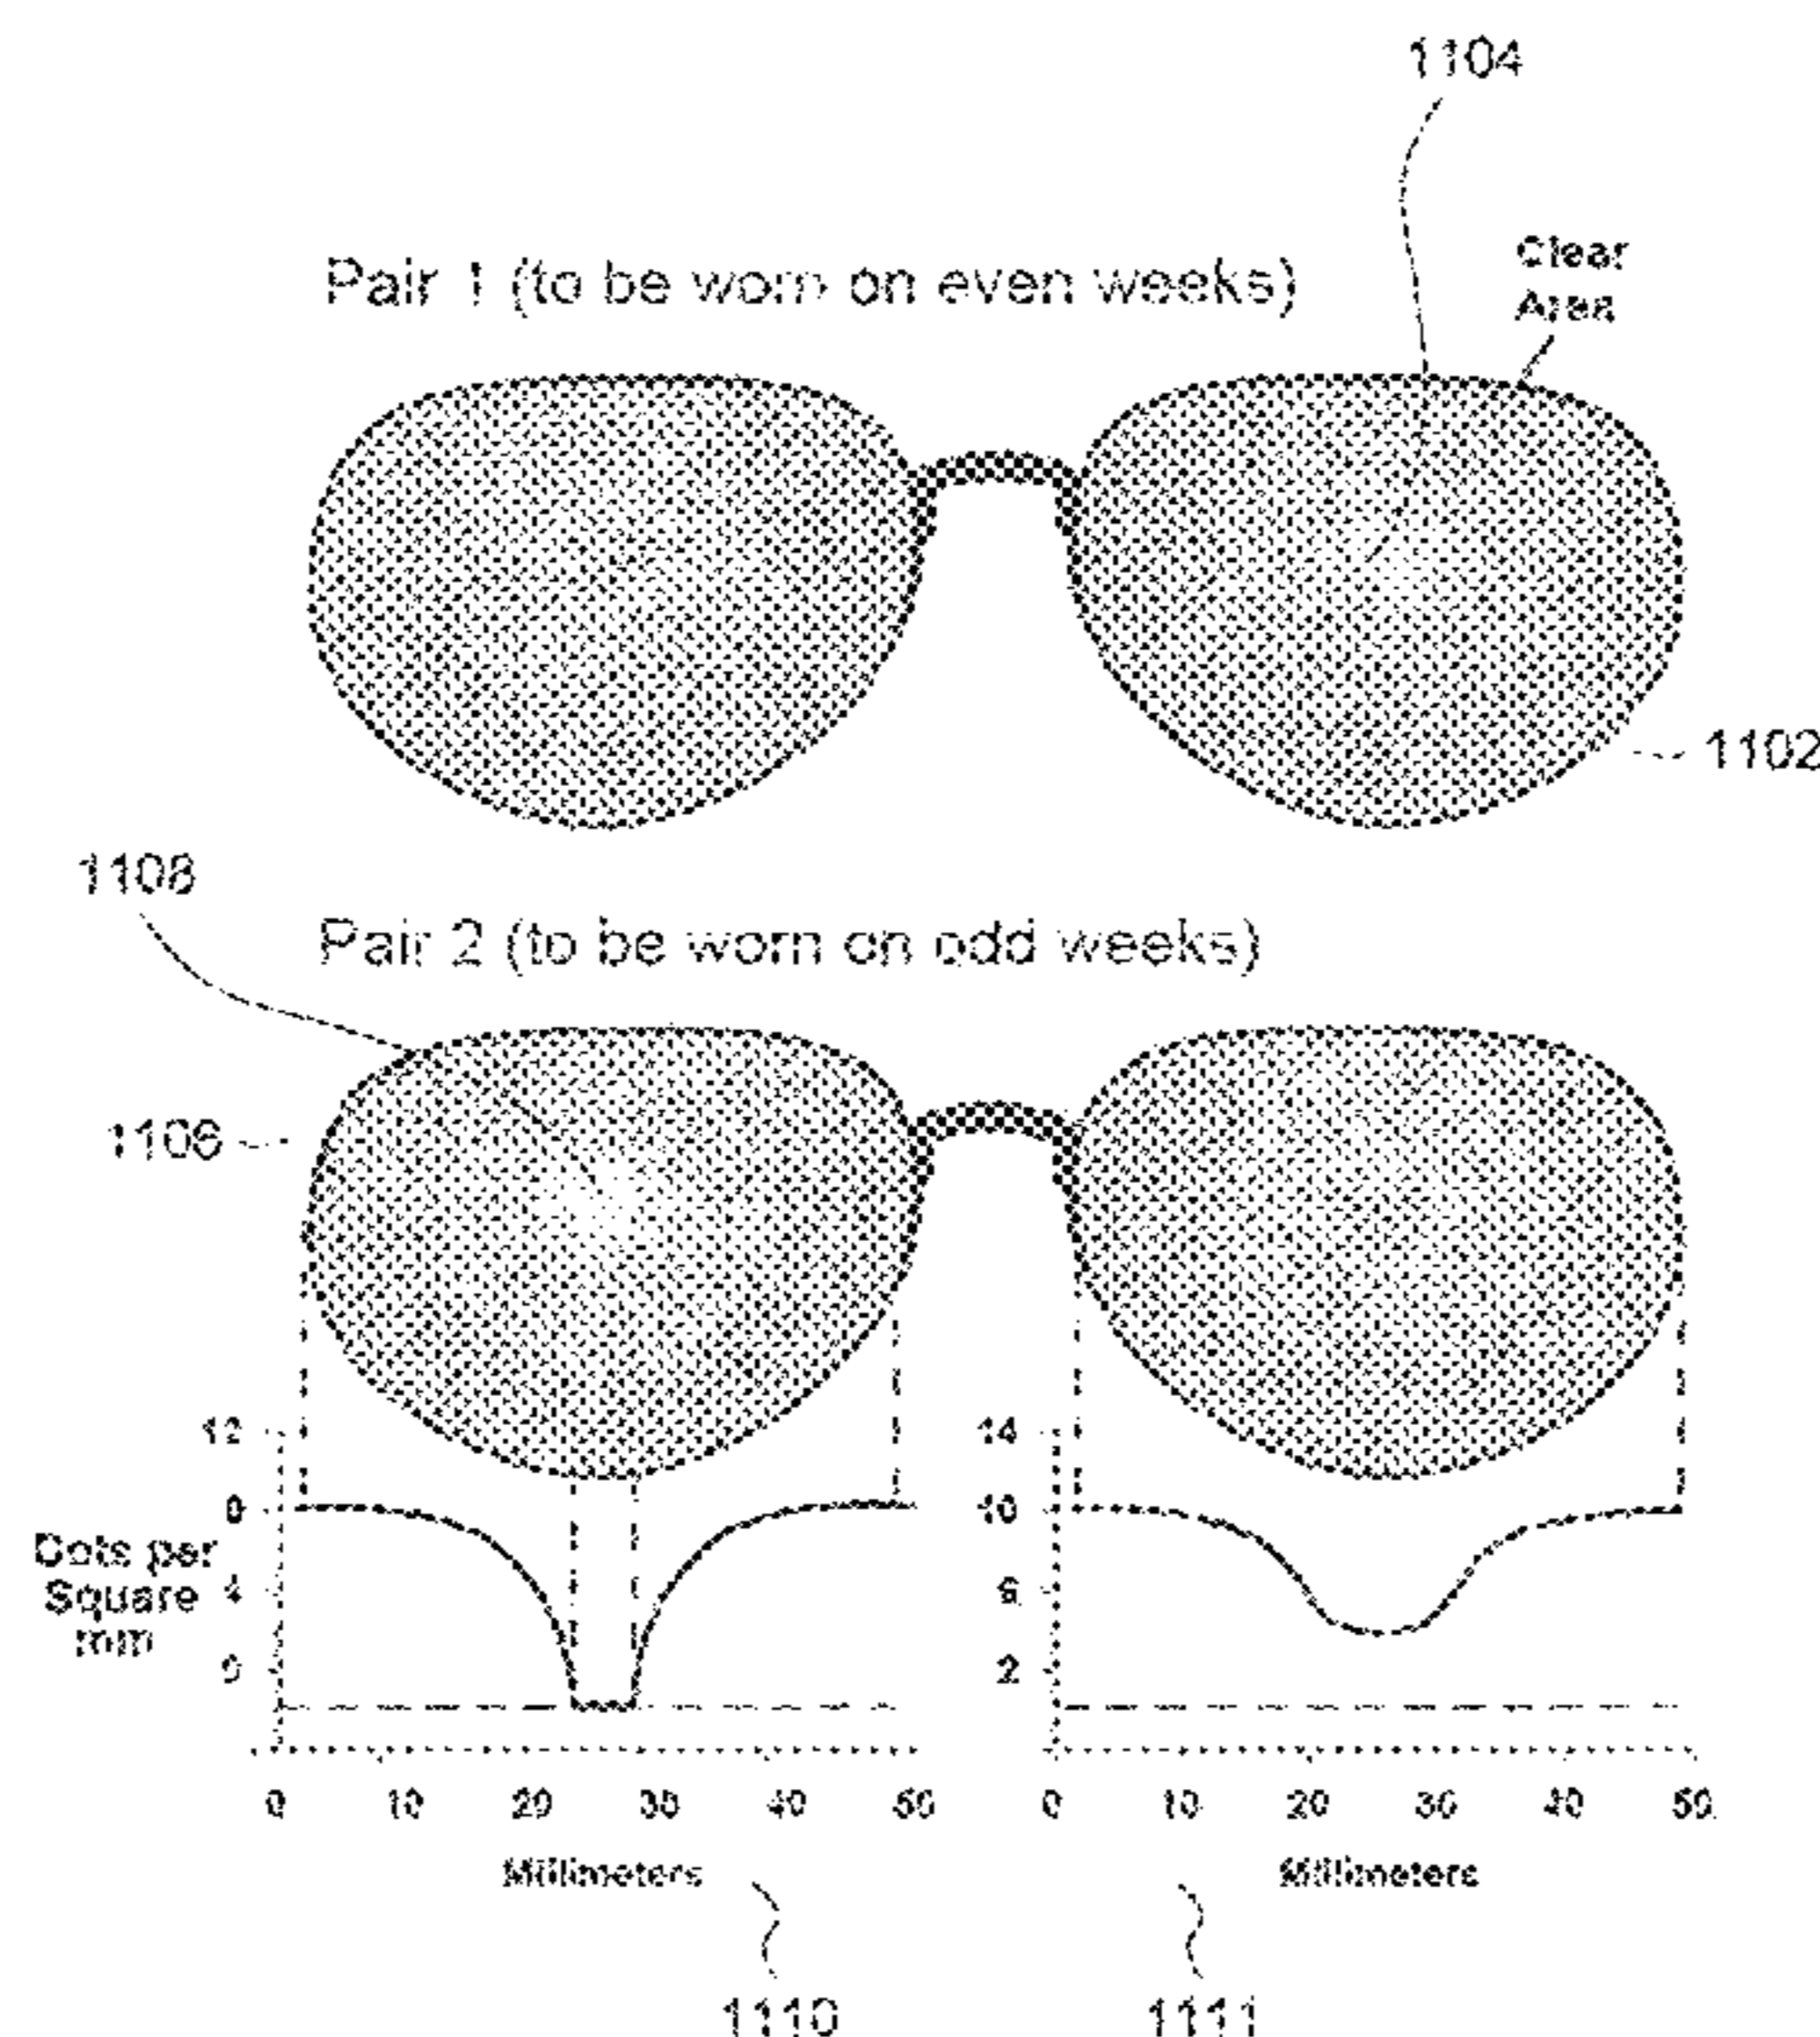 1104
Clear
Area
Pair 1 (to be worn on even weeks)
1102
1108
Pair 2 (to be worn on odd weeks)
1106
12
8
4
0
Dots per
Square
mm
14
10
6
2
0 10 20 30 40 50
0 10 20 30 40 50
Millimeters
Millimeters
1110
1111